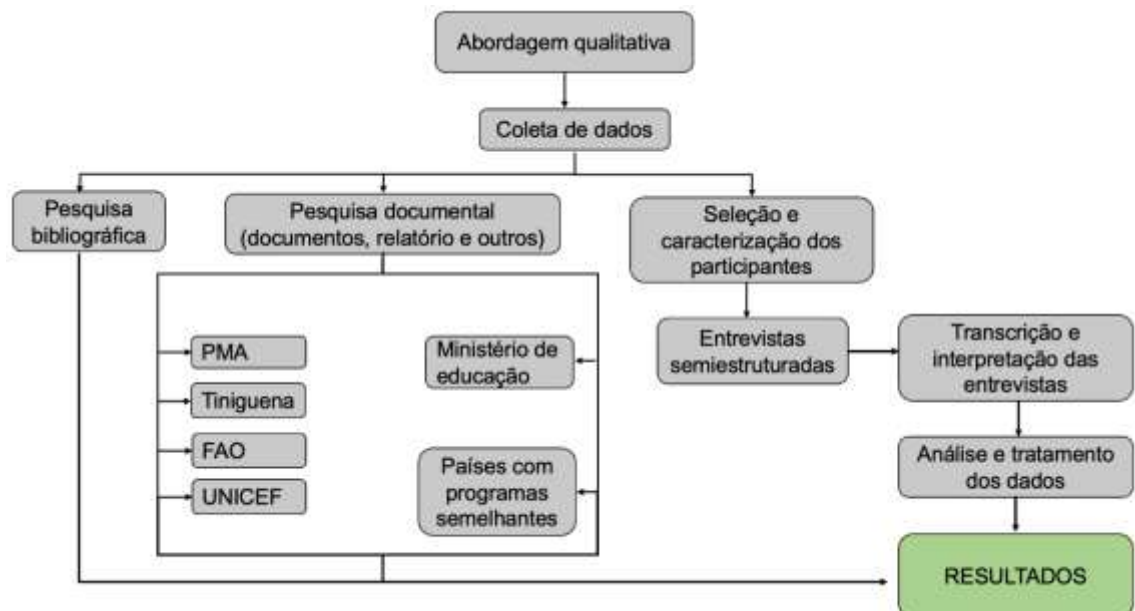 Abordagem qualitativa
Coleta de dados
Pesquisa
bibliográfica
Pesquisa documental
(documentos, relatório e outros)
Seleção e
caracterização dos
participantes
PMA
Tiniguena
FAO
UNICEF
Ministério de
educação
Países com
programas
semelhantes
Entrevistas
semiestruturadas
Transcrição e
interpretação das
entrevistas
Análise e tratamento
dos dados
RESULTADOS